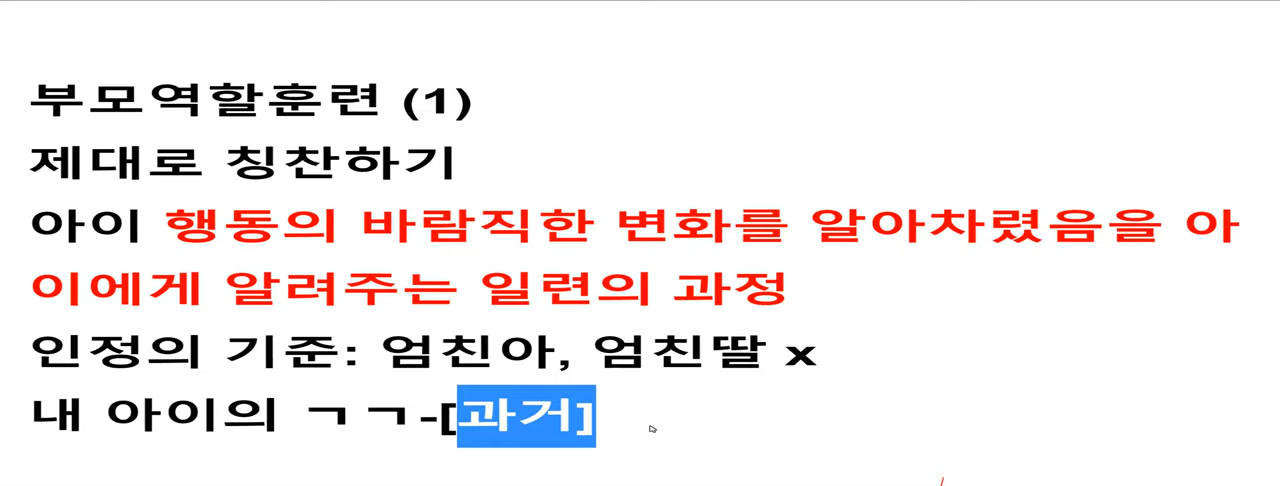 부모역할훈련 (1)
제대로 칭찬하기
아이 행동의 바람직한 변화를 알아차렸음을 아
이에게 알려주는 일련의 과정
인정의 기준: 엄친아, 엄친딸 x
내 아이의 ㄱㄱ-[과거]